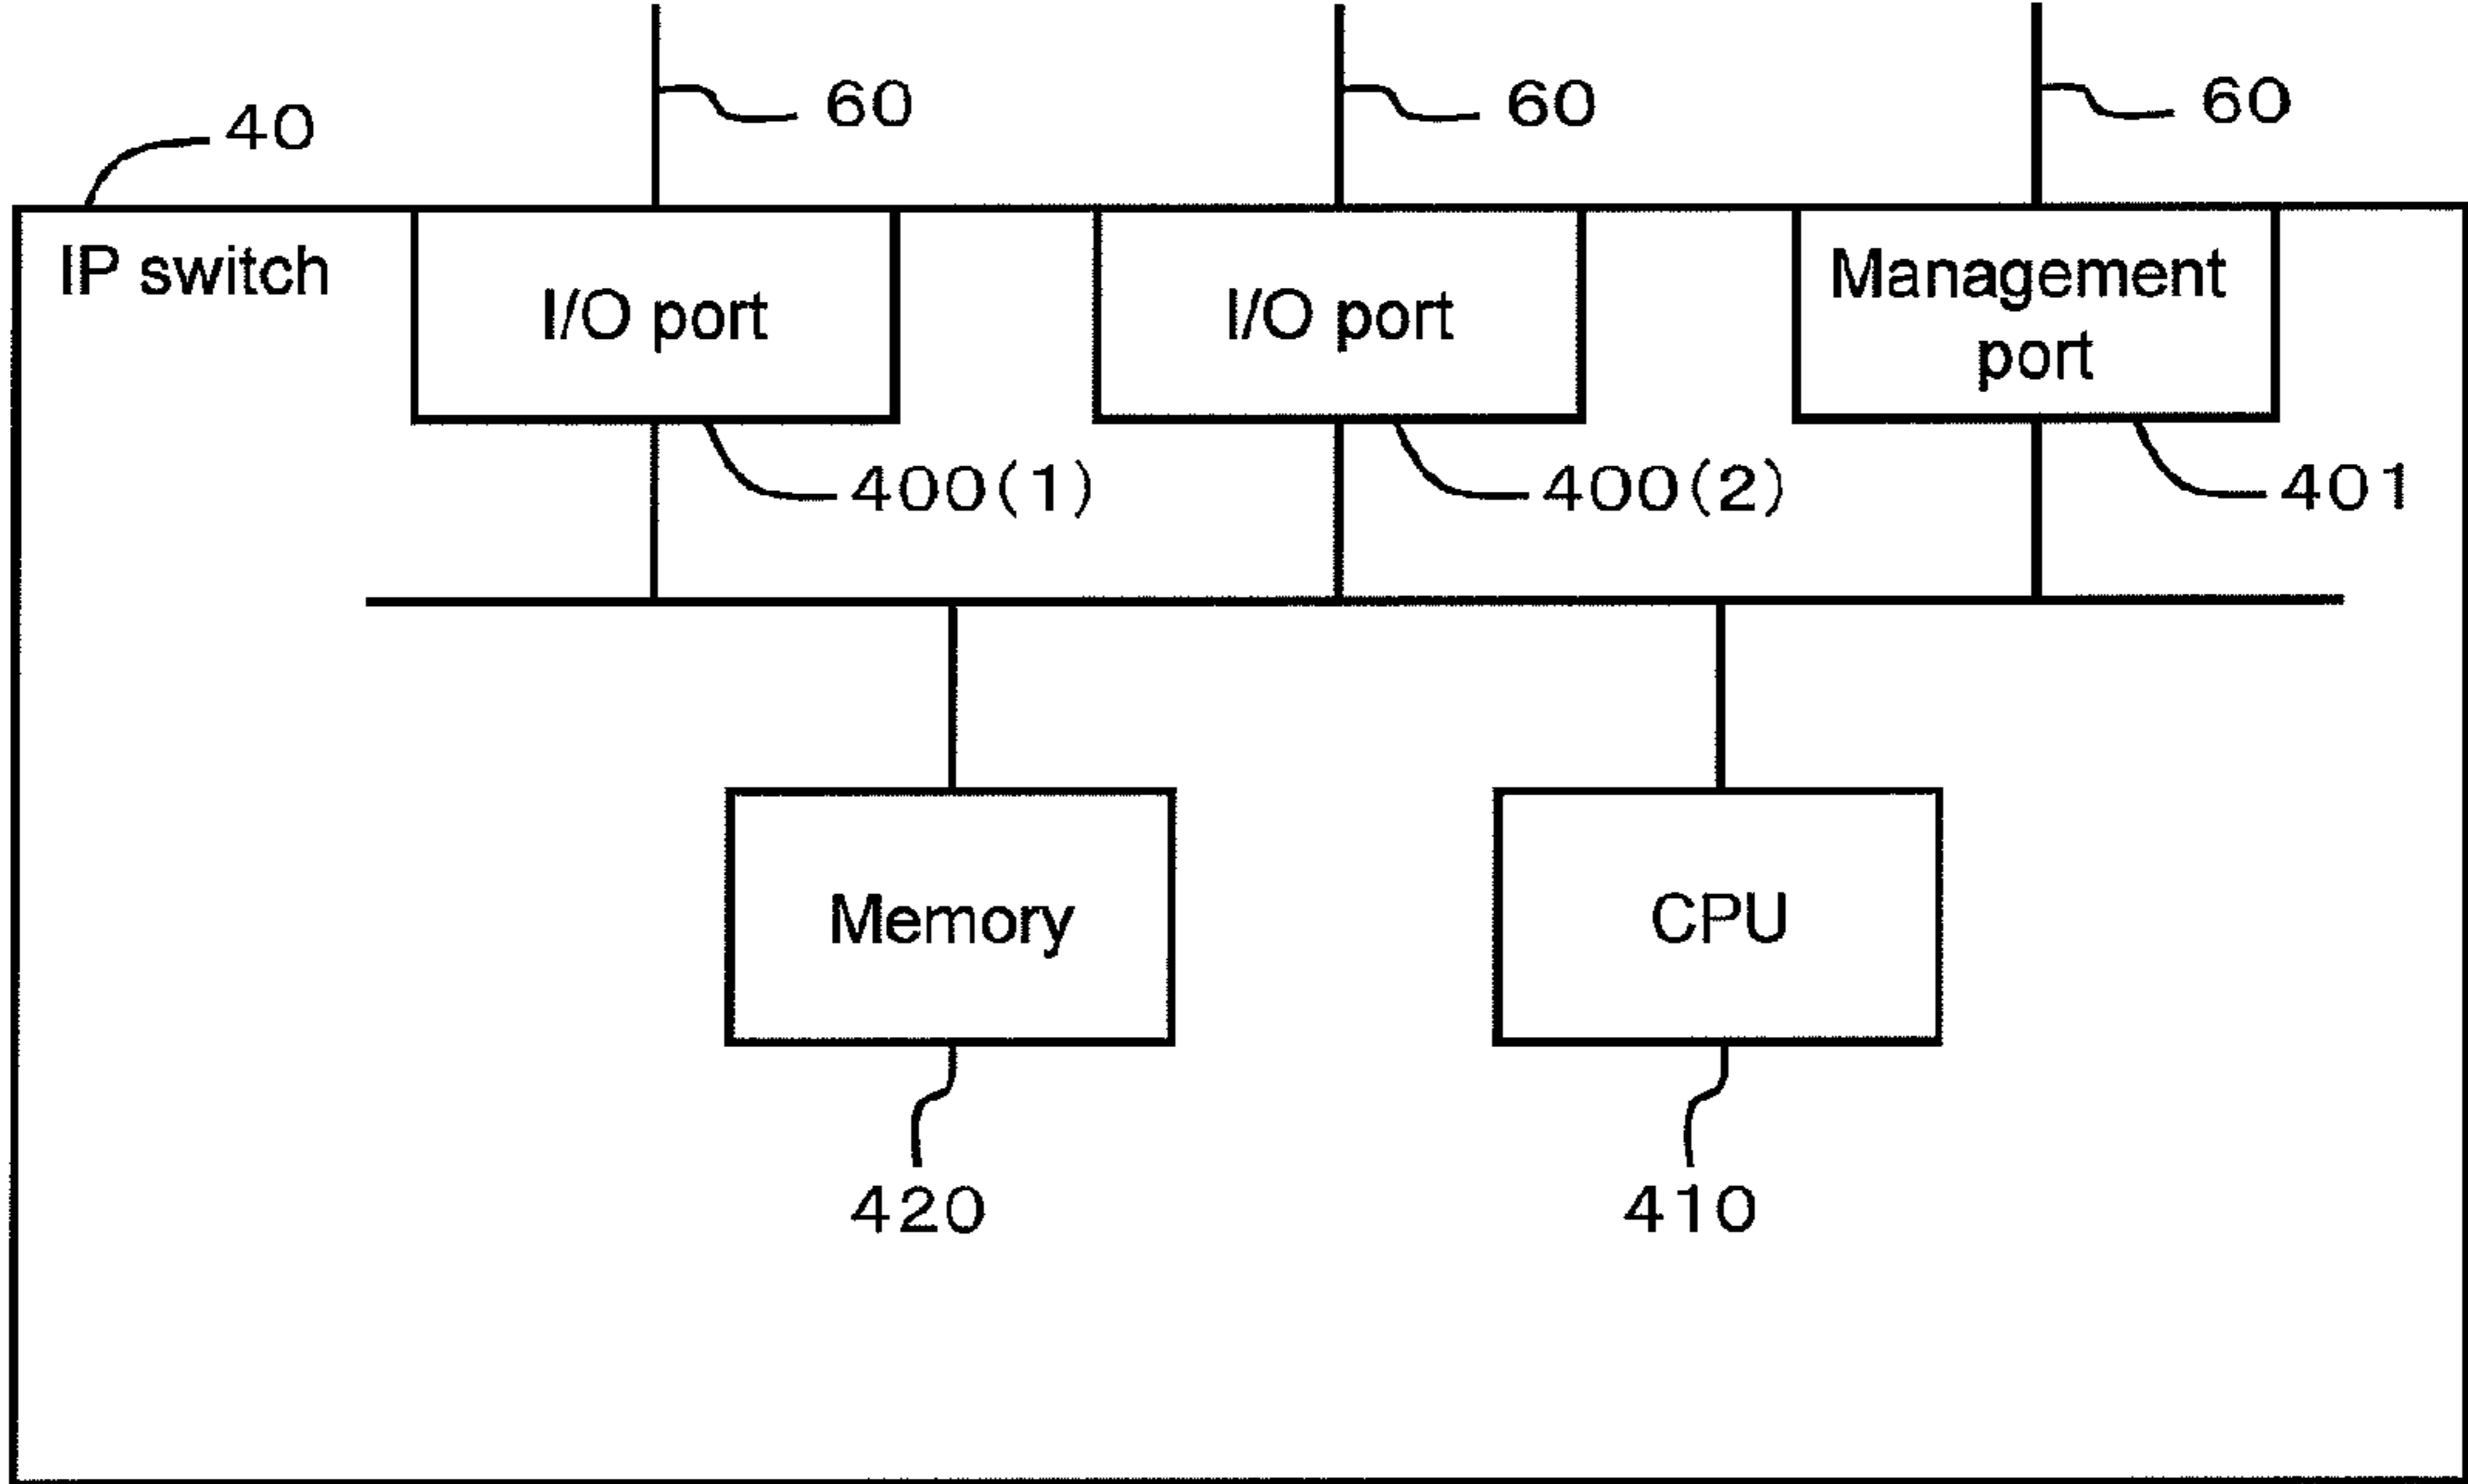 60
60
60
40
IP switch
I/O port
I/O port
Management
port
400(1)
400(2)
401
Memory
CPU
420
410